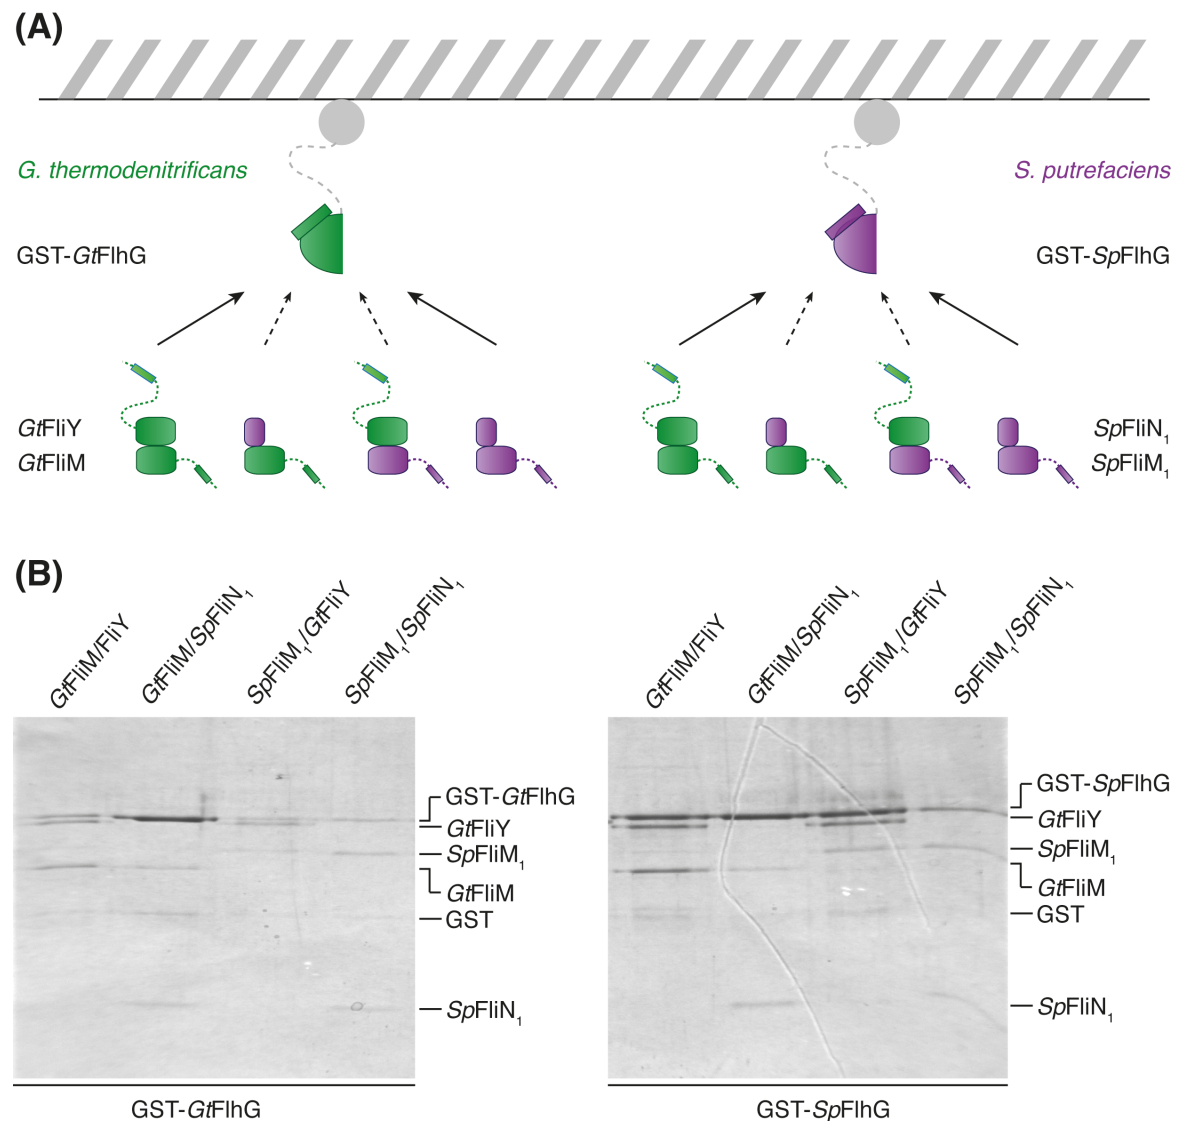 (A)
G. thermodenitrificans
S. putrefaciens
GST-GtFlhG
GST-SpFlhG
GtFliY
GtFliM
SpFliN1
SpFliM1
(B)
GtFliM/FliY
GtFliM/SpFliN1
SpFliM1/GtFliY
SpFliM1/SpFliN1
GtFliM/FliY
GtFliM/SpFliN1
SpFliM1/GtFliY
SpFliM1/SpFliN1
GST-GtFlhG
GtFliY
SpFliM1
GtFliM
GST
SpFliN1
GST-SpFlhG
GtFliY
SpFliM1
GtFliM
GST
SpFliN1
GST-GtFlhG
GST-SpFlhG